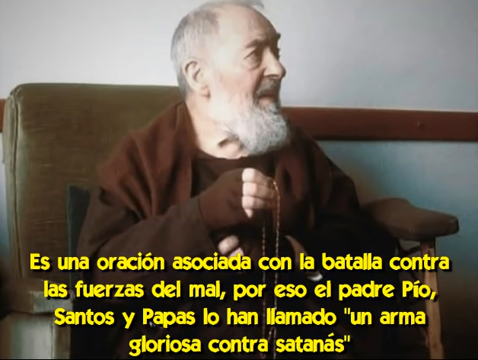 Es una oración asociada con la batalla contra
las fuerzas del mal, por eso el padre Pío,
Santos y Papas lo han llamado "un arma
gloriosa contra satanás"